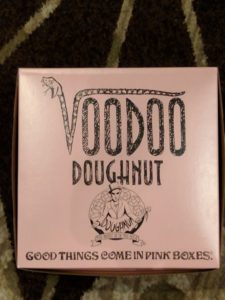 VOODOO
DOUGHNUT
GOOD THINGS COME IN PINK BOXES.